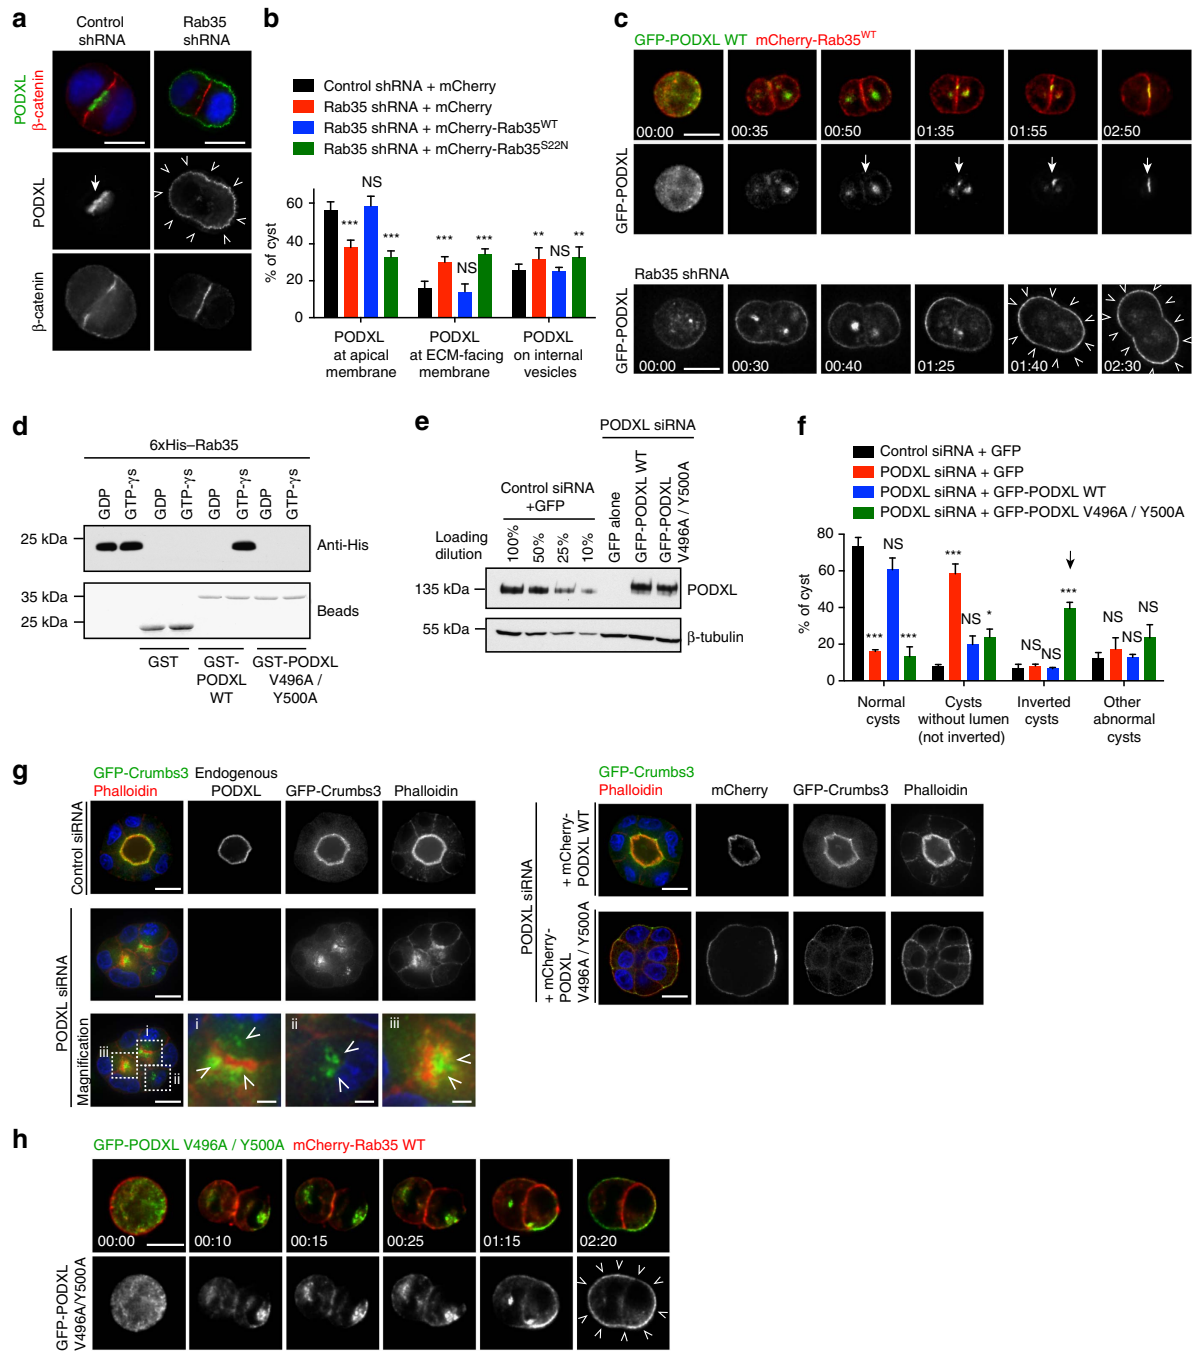 a
Control
shRNA
Rab35
shRNA
PODXL
β-catenin
PODXL
β-catenin
b
Control shRNA + mCherry
Rab35 shRNA + mCherry
Rab35 shRNA + mCherry-Rab35WT
Rab35 shRNA + mCherry-Rab35S22N
% of cyst
60
40
20
0
*** NS ***
*** NS ***
** NS **
PODXL
at apical
membrane
PODXL
at ECM-facing
membrane
PODXL
on internal
vesicles
c
GFP-PODXL WT mCherry-Rab35WT
00:00 00:35 00:50 01:35 01:55 02:50
GFP-PODXL
Rab35 shRNA
GFP-PODXL
00:00 00:30 00:40 01:25 01:40 02:30
d
6xHis–Rab35
GDP
GTP-γs
GDP
GTP-γs
GDP
GTP-γs
25 kDa
Anti-His
35 kDa
25 kDa
Beads
GST
GST-
PODXL
WT
GST-PODXL
V496A /
Y500A
e
PODXL siRNA
Control siRNA
+GFP
Loading
dilution
100%
50%
25%
10%
GFP alone
GFP-PODXL WT
GFP-PODXL
V496A / Y500A
135 kDa
PODXL
55 kDa
β-tubulin
f
Control siRNA + GFP
PODXL siRNA + GFP
PODXL siRNA + GFP-PODXL WT
PODXL siRNA + GFP-PODXL V496A / Y500A
% of cyst
80
60
40
20
0
*** NS ***
*** NS *
NS NS ***
NS NS NS
Normal
cysts
Cysts
without lumen
(not inverted)
Inverted
cysts
Other
abnormal
cysts
g
GFP-Crumbs3
Phalloidin
Endogenous
PODXL
GFP-Crumbs3
Phalloidin
Control siRNA
PODXL siRNA
Magnification
i
ii
iii
i
ii
iii
GFP-Crumbs3
Phalloidin
mCherry
GFP-Crumbs3
Phalloidin
PODXL siRNA
+ mCherry-
PODXL WT
+ mCherry-
PODXL
V496A / Y500A
h
GFP-PODXL V496A / Y500A mCherry-Rab35 WT
00:00 00:10 00:15 00:25 01:15 02:20
GFP-PODXL
V496A/Y500A